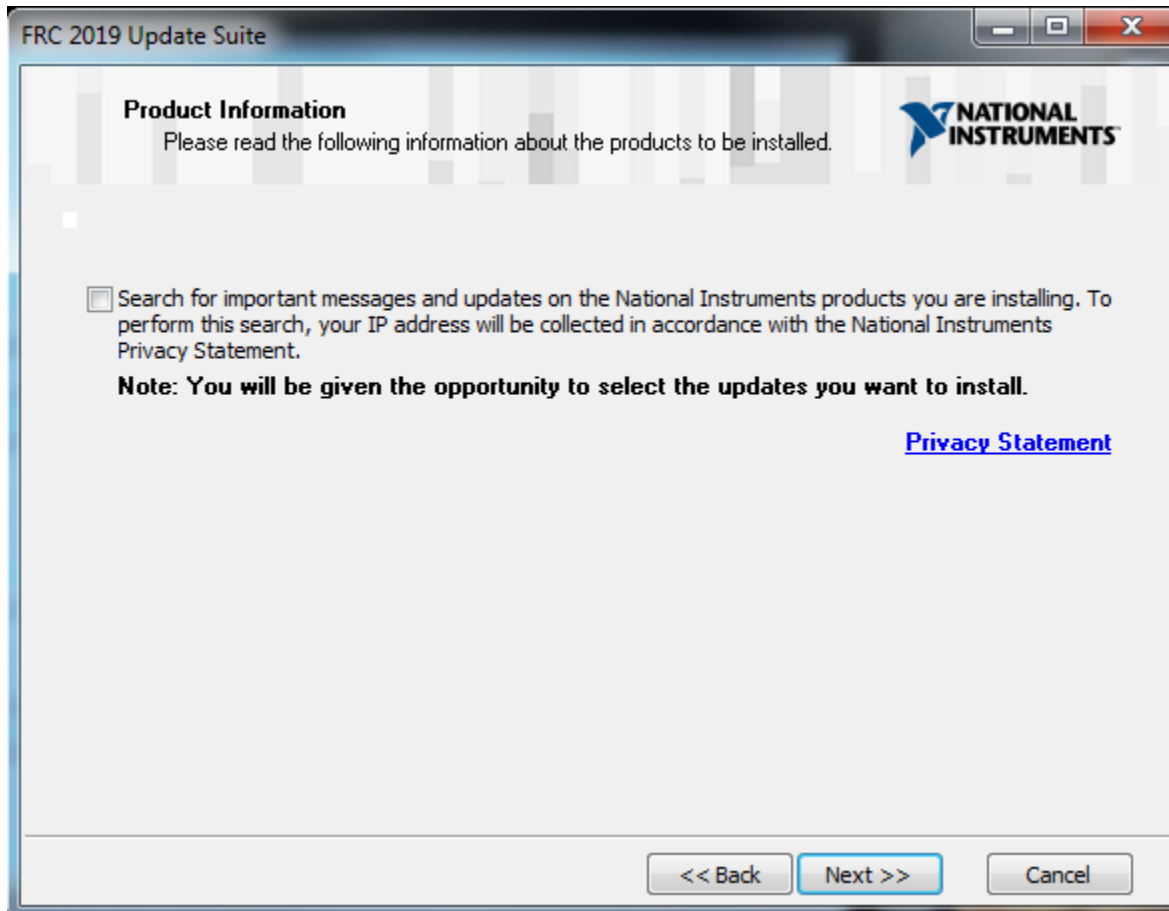 FRC 2019 Update Suite
Product Information
Please read the following information about the products to be installed.
NATIONAL
INSTRUMENTS
Search for important messages and updates on the National Instruments products you are installing. To
perform this search, your IP address will be collected in accordance with the National Instruments
Privacy Statement.
Note: You will be given the opportunity to select the updates you want to install.
Privacy Statement
<< Back
Next >>
Cancel